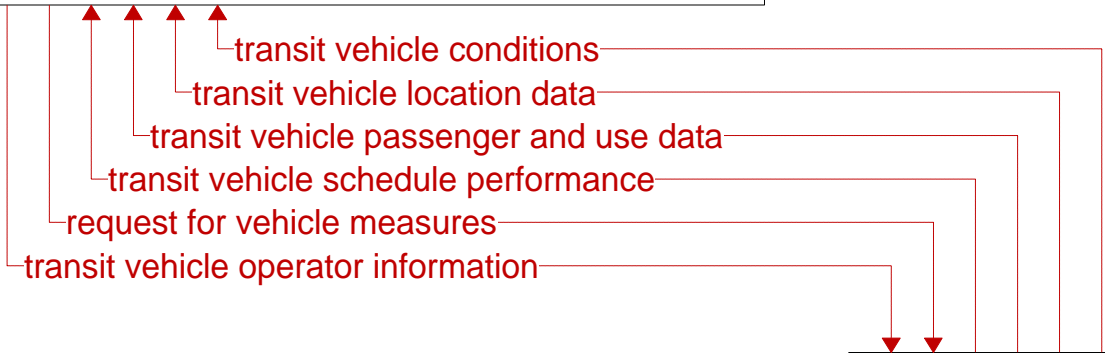 transit vehicle conditions
transit vehicle location data
transit vehicle passenger and use data
transit vehicle schedule performance
request for vehicle measures
transit vehicle operator information